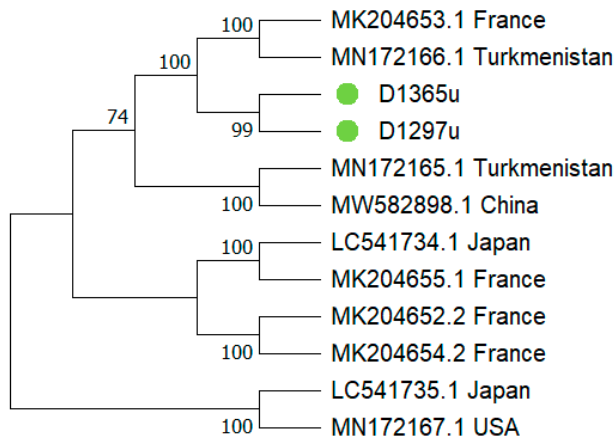 100 MK204653.1 France
100 MN172166.1 Turkmenistan
D1365u
74
99 D1297u
MN172165.1 Turkmenistan
100 MW582898.1 China
100 LC541734.1 Japan
MK204655.1 France
MK204652.2 France
100 MK204654.2 France
LC541735.1 Japan
100 MN172167.1 USA